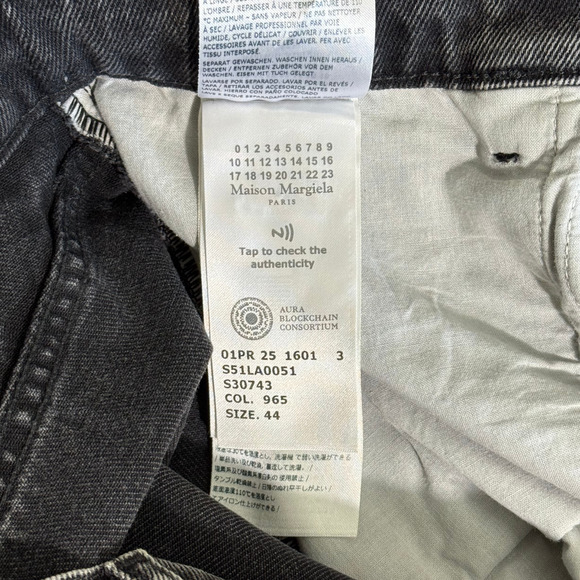 OMBRE / REPASSER À UNE TEMPÉRATURE DE 110
°C MAXIMUM – SANS VAPEUR / NE PAS NETTOYER
À SEC / LAVAGE PROFESSIONNEL PAR VOIE
HUMIDE, CYCLE DÉLICAT / COUVRIR / ENLEVER LES
ACCESSOIRES AVANT DE LES LAVER. PEUT DÉCOLORER
TISSU INTERPOSÉ.
SEPARAT GEWASCHEN. WASCHEN INNEN HERAUS /
DECKEN / ENTFERNEN ZUBEHÖR VOR DEM
WASCHEN. EISEN MIT TUCH GELEGT.
LAVARSE POR SEPARADO. LAVAR POR EL REVÉS /
TAPA / RETIRAR LOS ACCESORIOS ANTES DE
LAVAR. HIERRO CON PAÑO COLOCADO
0 1 2 3 4 5 6 7 8 9
10 11 12 13 14 15 16
17 18 19 20 21 22 23
Maison Margiela
PARIS
Tap to check the
authenticity
AURA
BLOCKCHAIN
CONSORTIUM
01PR 25 1601 3
S51LA0051
S30743
COL. 965
SIZE. 44